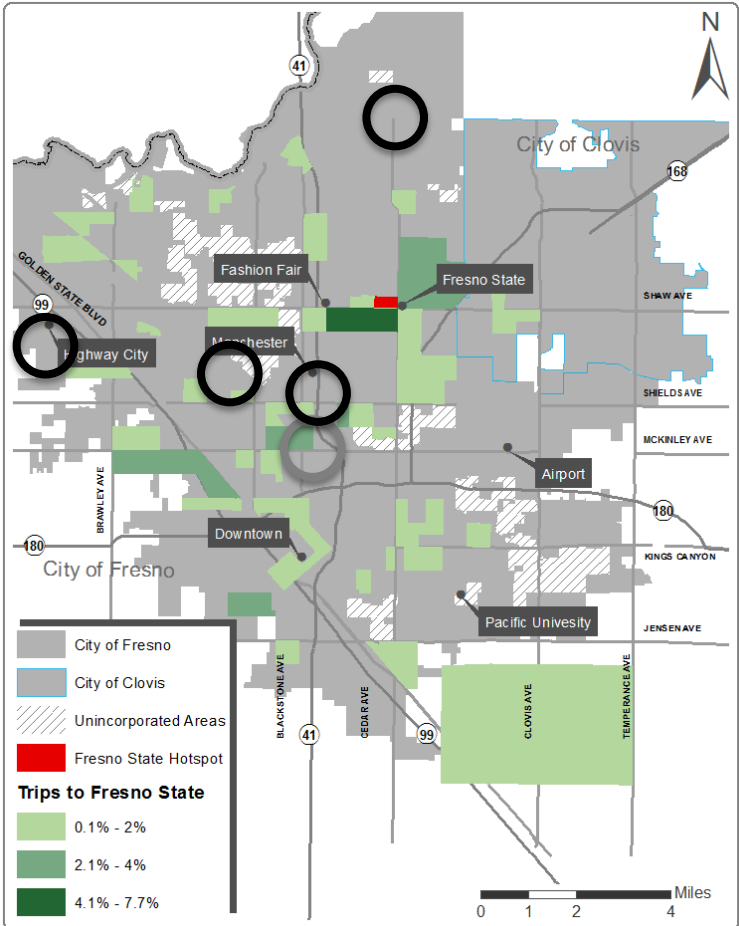 N
41
City of Clovis
168
GOLDEN STATE BLVD
Fashion Fair
Fresno State
99
SHAW AVE
Manchester
Highway City
SHIELDS AVE
MCKINLEY AVE
Airport
BRAWLEY AVE
180
Downtown
180
KINGS CANYON
City of Fresno
Pacific Univesity
JENSEN AVE
City of Fresno
City of Clovis
Unincorporated Areas
Fresno State Hotspot
BLACKSTONE AVE
CEDAR AVE
CLOVIS AVE
TEMPERANCE AVE
41
99
Trips to Fresno State
0.1% - 2%
2.1% - 4%
4.1% - 7.7%
Miles
0 1 2 4